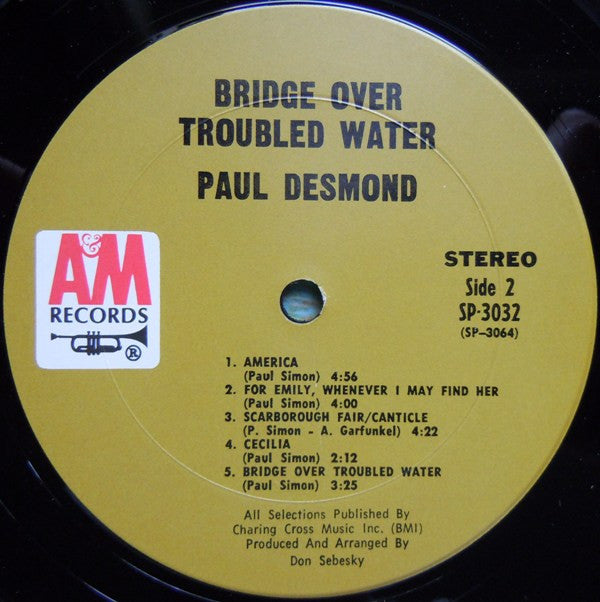 BRIDGE OVER
TROUBLED WATER
PAUL DESMOND
A&M
RECORDS
®
STEREO
Side 2
SP-3032
(SP-3064)
1. AMERICA
(Paul Simon) 4:56
2. FOR EMILY, WHENEVER I MAY FIND HER
(Paul Simon) 4:00
3. SCARBOROUGH FAIR/CANTICLE
(P. Simon - A. Garfunkel) 4:22
4. CECILIA
(Paul Simon) 2:12
5. BRIDGE OVER TROUBLED WATER
(Paul Simon) 3:25
All Selections Published By
Charing Cross Music Inc. (BMI)
Produced And Arranged By
Don Sebesky